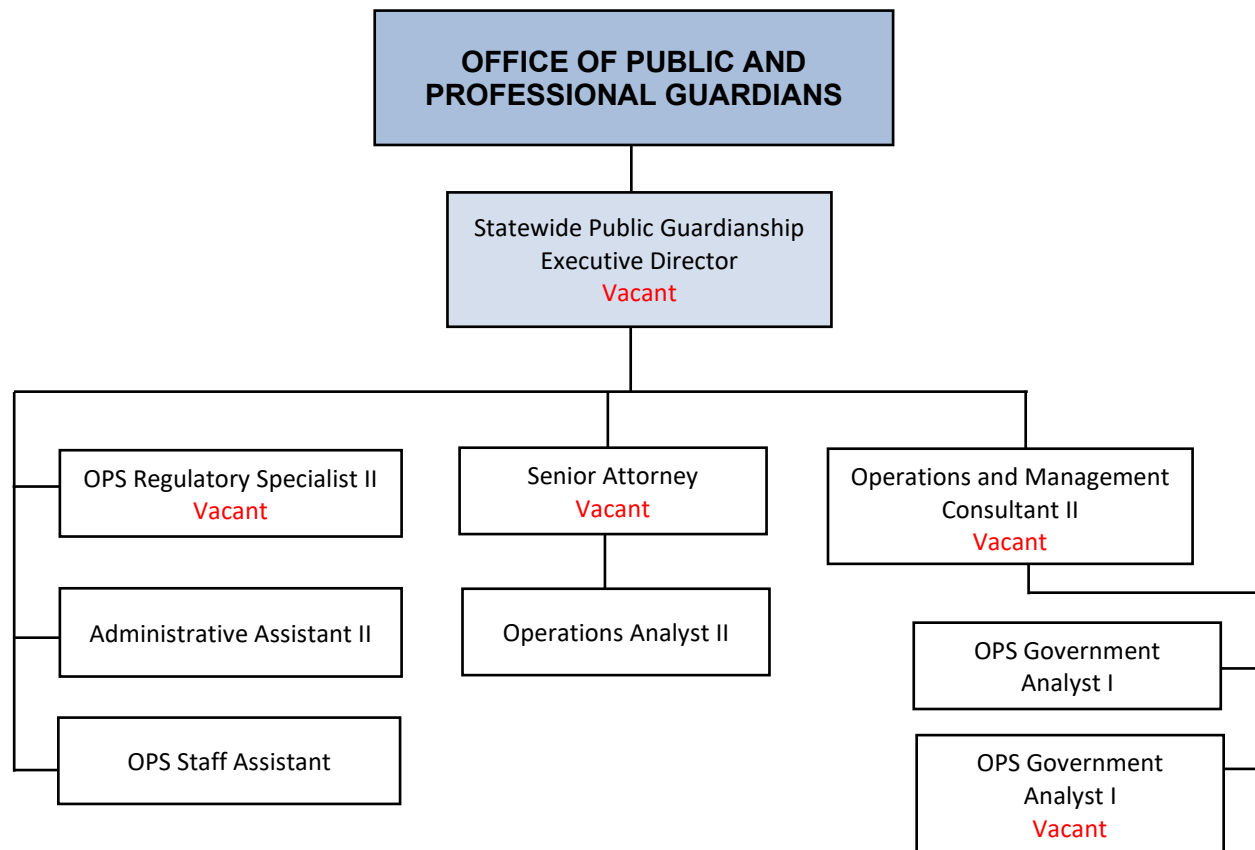 OFFICE OF PUBLIC AND
PROFESSIONAL GUARDIANS
Statewide Public Guardianship
Executive Director
Vacant
OPS Regulatory Specialist II
Vacant
Administrative Assistant II
OPS Staff Assistant
Senior Attorney
Vacant
Operations Analyst II
Operations and Management
Consultant II
Vacant
OPS Government
Analyst I
OPS Government
Analyst I
Vacant